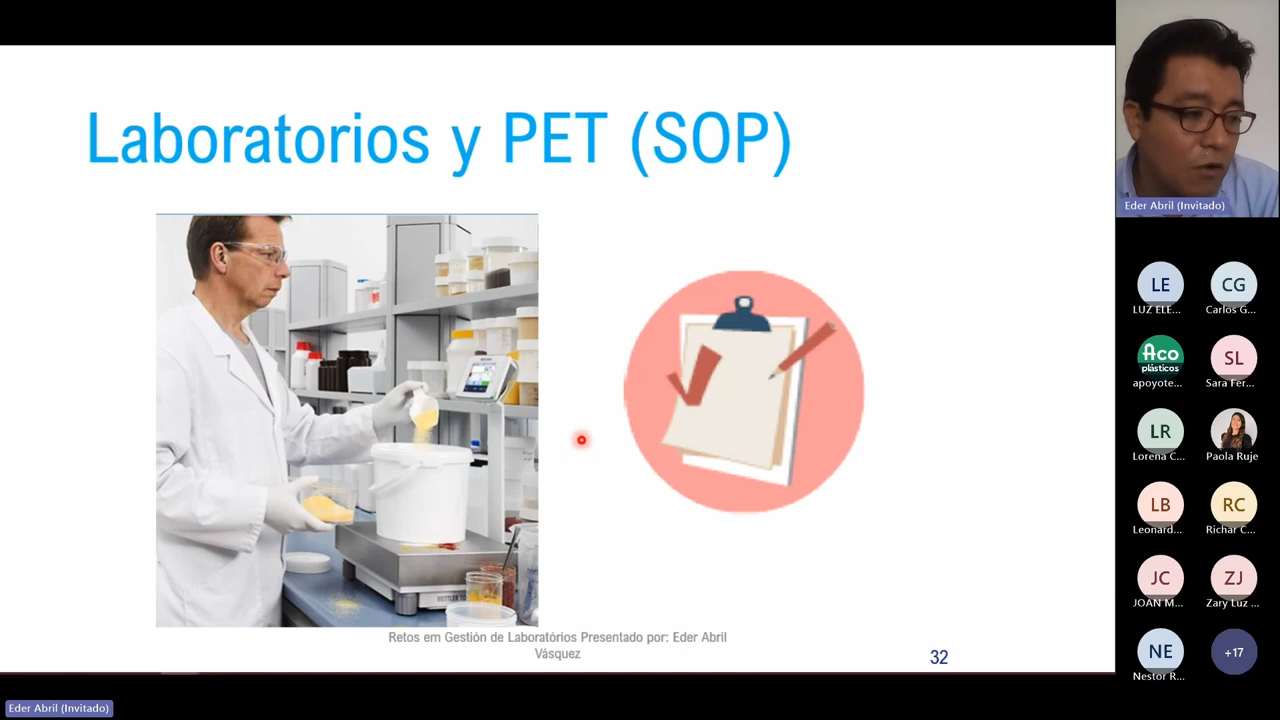 Laboratorios y PET (SOP)
METTLER TO
Retos em Gestión de Laboratórios Presentado por: Eder Abril
Vásquez
32
Eder Abril (Invitado)
LE
CG
LUZ ELE...
Carlos G...
Aco
plásticos
SL
apoyote...
Sara Fer...
LR
Lorena C...
Paola Ruje
LB
RC
Leonard...
Richar C...
JC
ZJ
JOAN M...
Zary Luz ...
NE
+17
Nestor R...
Eder Abril (Invitado)